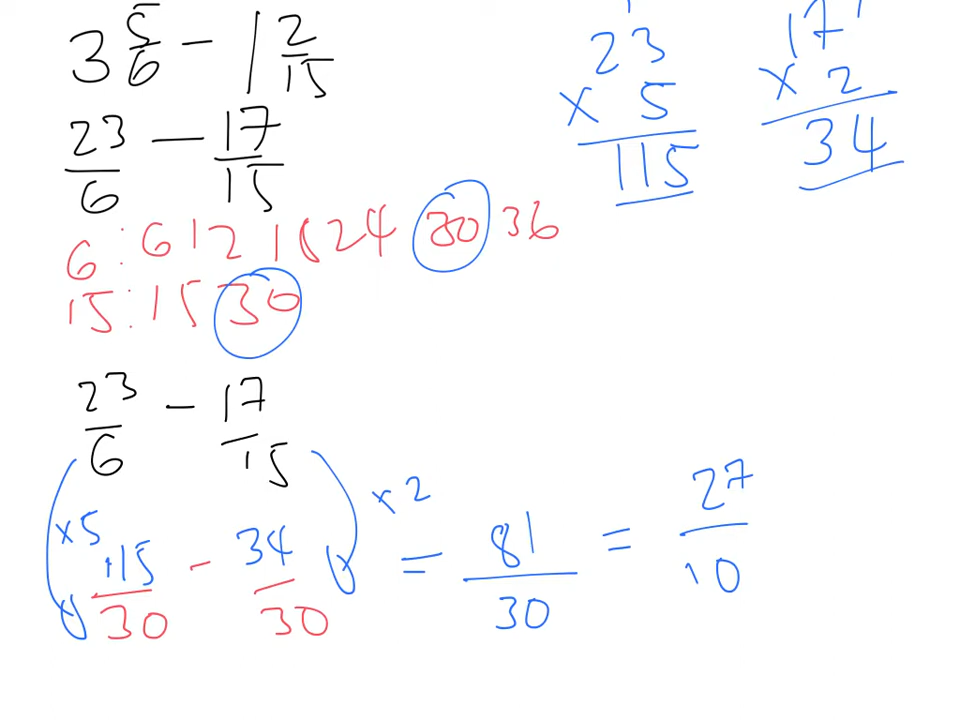 3 5/6 − 1 2/15
23/6 − 17/15
6 : 6 12 18 24 30 36
15 : 15 30
23/6 − 17/15
×5
×2
115/30 − 34/30 = 81/30 = 27/10
23
× 5
115
17
× 2
34